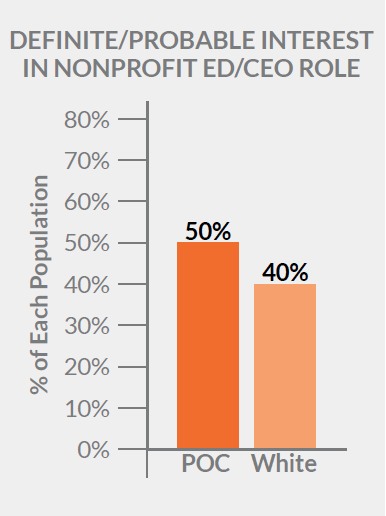 DEFINITE/PROBABLE INTEREST
IN NONPROFIT ED/CEO ROLE
% of Each Population
80%
70%
60%
50%
40%
30%
20%
10%
0%
50%
40%
POC
White